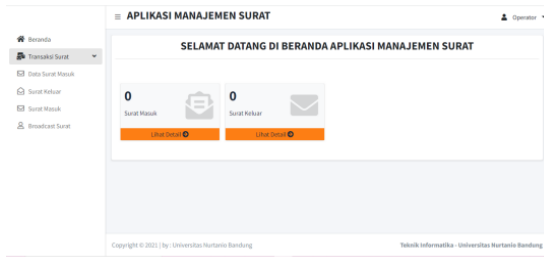 APLIKASI MANAJEMEN SURAT
Operator
Beranda
Transaksi Surat
Data Surat Masuk
Surat Keluar
Surat Masuk
Broadcast Surat
SELAMAT DATANG DI BERANDA APLIKASI MANAJEMEN SURAT
0
Surat Masuk
Lihat Detail
0
Surat Keluar
Lihat Detail
Copyright © 2021 | by : Universitas Nurtanio Bandung
Teknik Informatika - Universitas Nurtanio Bandung